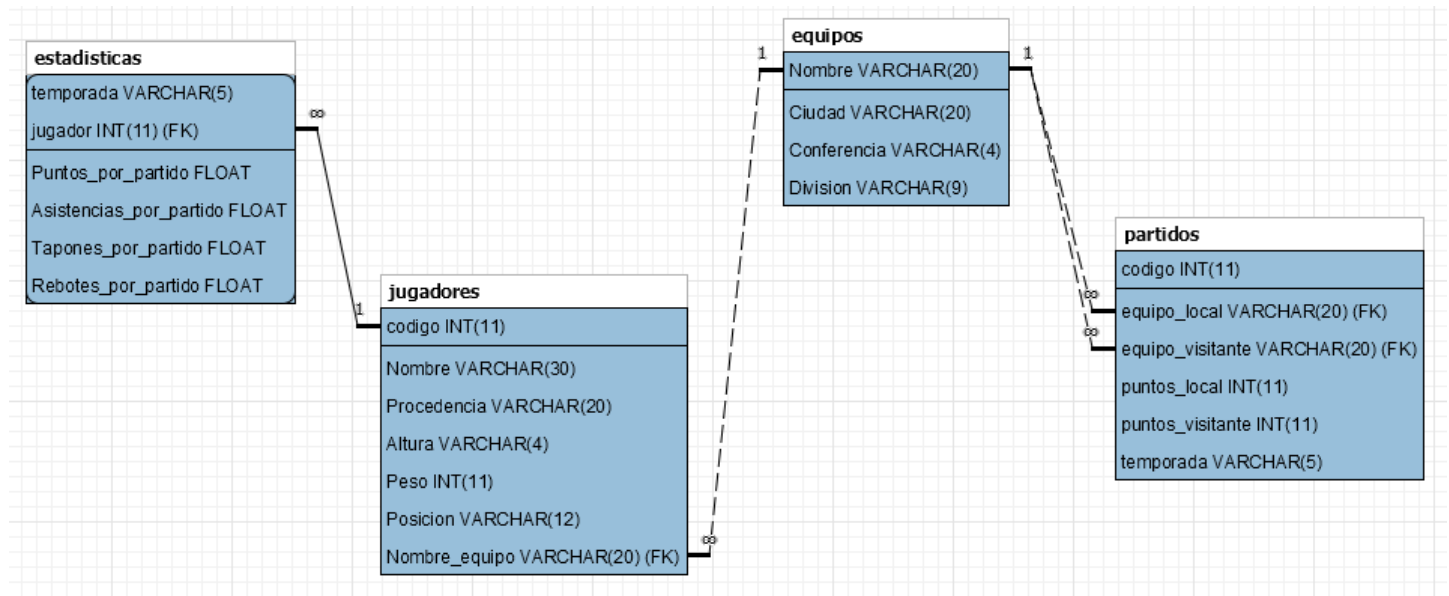 estadisticas
temporada VARCHAR(5)
jugador INT(11) (FK)
Puntos_por_partido FLOAT
Asistencias_por_partido FLOAT
Tapones_por_partido FLOAT
Rebotes_por_partido FLOAT
∞
1
jugadores
codigo INT(11)
Nombre VARCHAR(30)
Procedencia VARCHAR(20)
Altura VARCHAR(4)
Peso INT(11)
Posicion VARCHAR(12)
Nombre_equipo VARCHAR(20) (FK)
∞
1
equipos
Nombre VARCHAR(20)
Ciudad VARCHAR(20)
Conferencia VARCHAR(4)
Division VARCHAR(9)
1
∞
∞
partidos
codigo INT(11)
equipo_local VARCHAR(20) (FK)
equipo_visitante VARCHAR(20) (FK)
puntos_local INT(11)
puntos_visitante INT(11)
temporada VARCHAR(5)